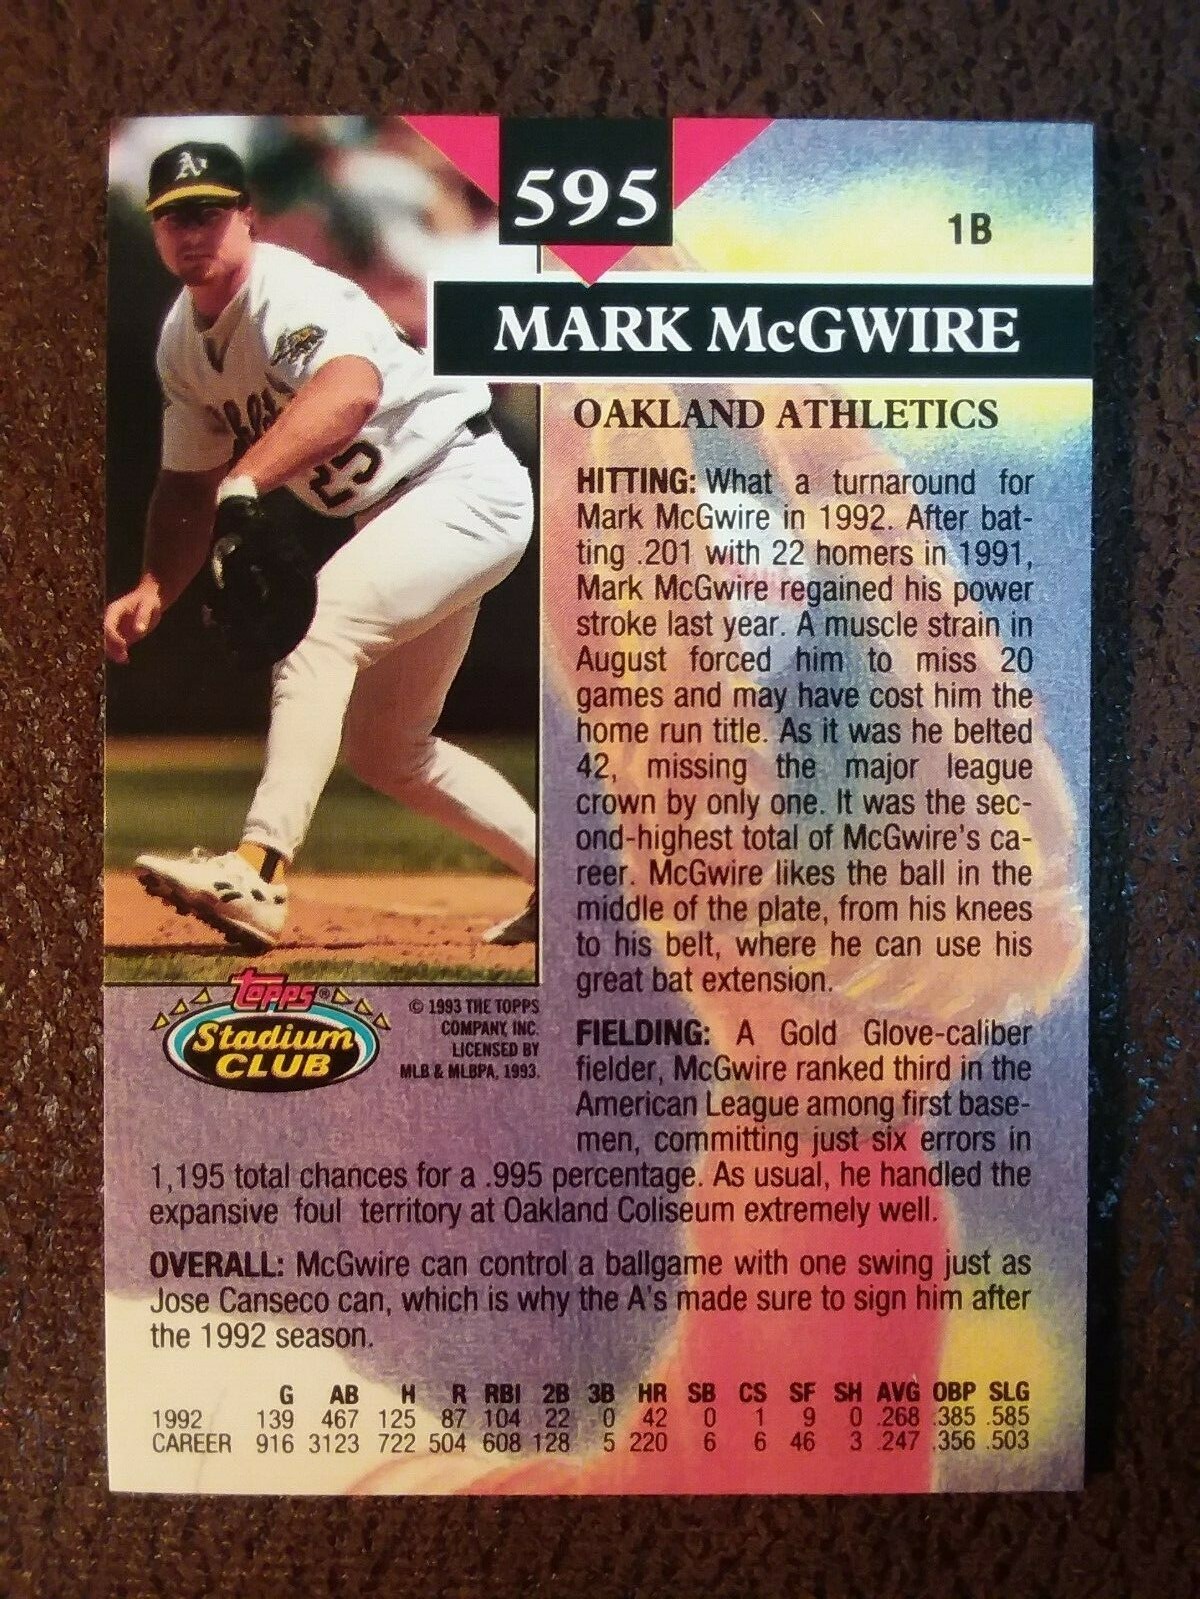 A's
595
1B
MARK McGWIRE
OAKLAND ATHLETICS
25
HITTING: What a turnaround for
Mark McGwire in 1992. After bat-
ting .201 with 22 homers in 1991,
Mark McGwire regained his power
stroke last year. A muscle strain in
August forced him to miss 20
games and may have cost him the
home run title. As it was he belted
42, missing the major league
crown by only one. It was the sec-
ond-highest total of McGwire's ca-
reer. McGwire likes the ball in the
middle of the plate, from his knees
to his belt, where he can use his
great bat extension.
Topps®
Stadium
CLUB
© 1993 THE TOPPS
COMPANY, INC.
LICENSED BY
MLB & MLBPA, 1993.
FIELDING: A Gold Glove-caliber
fielder, McGwire ranked third in the
American League among first base-
men, committing just six errors in
1,195 total chances for a .995 percentage. As usual, he handled the
expansive foul territory at Oakland Coliseum extremely well.
OVERALL: McGwire can control a ballgame with one swing just as
Jose Canseco can, which is why the A's made sure to sign him after
the 1992 season.
G AB H R RBI 2B 3B HR SB CS SF SH AVG OBP SLG
1992 139 467 125 87 104 22 0 42 0 1 9 0 .268 .385 .585
CAREER 916 3123 722 504 608 128 5 220 6 6 46 3 .247 .356 .503